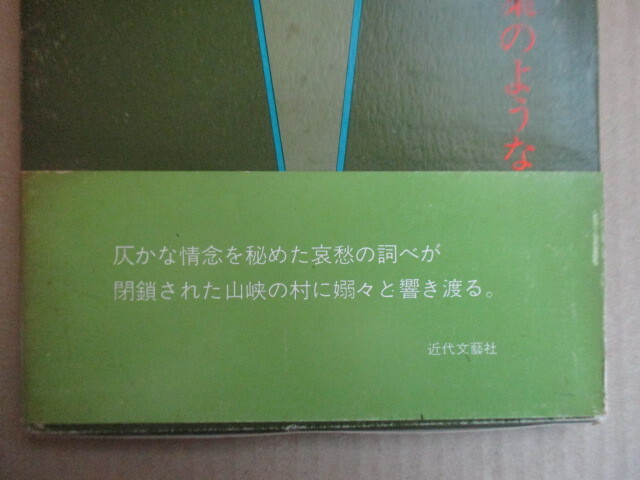 のような
仄かな情念を秘めた哀愁の詞べが
閉鎖された山峡の村に嫋々と響き渡る。
近代文藝社